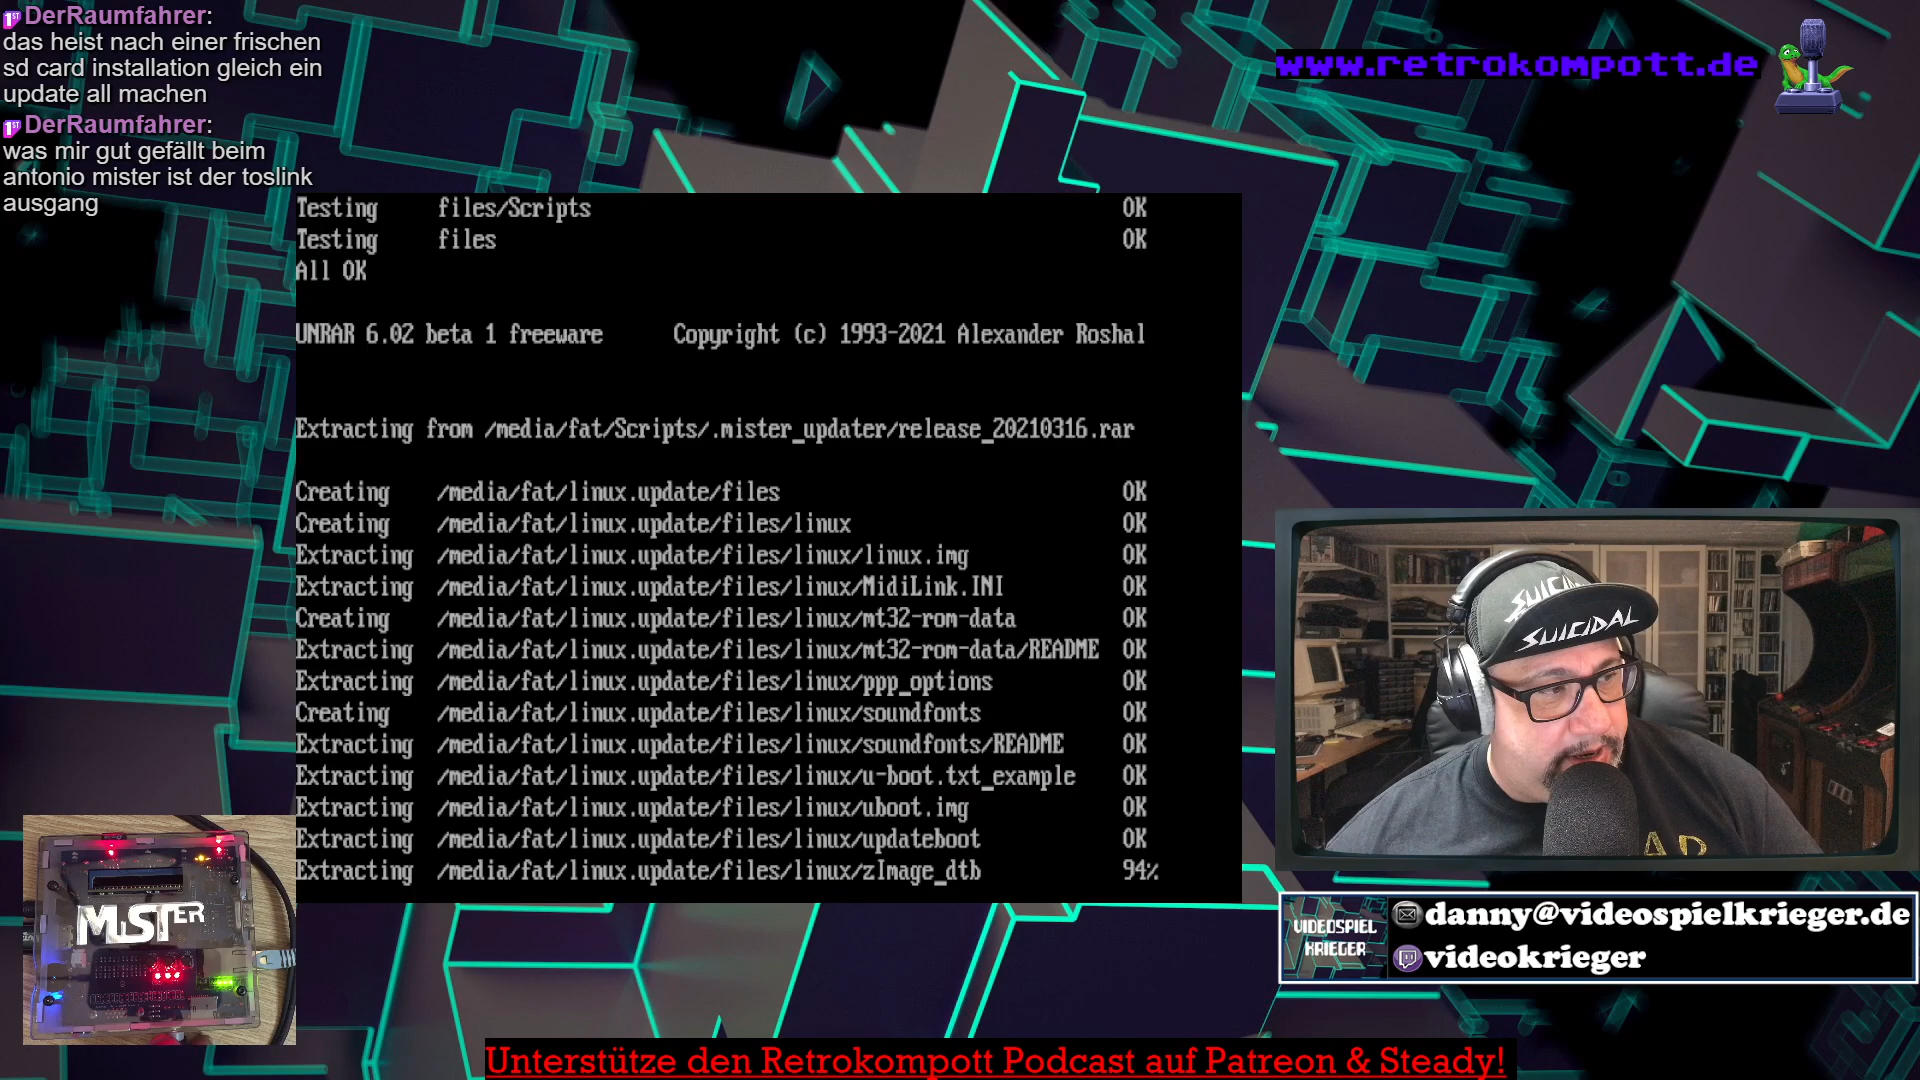 DerRaumfahrer:
das heist nach einer frischen
sd card installation gleich ein
update all machen
DerRaumfahrer:
was mir gut gefällt beim
antonio mister ist der toslink
ausgang
www.retrokompott.de
Testing files/Scripts OK
Testing files OK
All OK
UNRAR 6.02 beta 1 freeware Copyright (c) 1993-2021 Alexander Roshal
Extracting from /media/fat/Scripts/.mister_updater/release_20210316.rar
Creating /media/fat/linux.update/files OK
Creating /media/fat/linux.update/files/linux OK
Extracting /media/fat/linux.update/files/linux/linux.img OK
Extracting /media/fat/linux.update/files/linux/MidiLink.INI OK
Creating /media/fat/linux.update/files/linux/mt32-rom-data OK
Extracting /media/fat/linux.update/files/linux/mt32-rom-data/README OK
Extracting /media/fat/linux.update/files/linux/ppp_options OK
Creating /media/fat/linux.update/files/linux/soundfonts OK
Extracting /media/fat/linux.update/files/linux/soundfonts/README OK
Extracting /media/fat/linux.update/files/linux/u-boot.txt_example OK
Extracting /media/fat/linux.update/files/linux/uboot.img OK
Extracting /media/fat/linux.update/files/linux/updateboot OK
Extracting /media/fat/linux.update/files/linux/zImage_dtb 94%
SUICIDAL
MiSTer
VIDEOSPIEL
KRIEGER
danny@videospielkrieger.de
videokrieger
Unterstütze den Retrokompott Podcast auf Patreon & Steady!